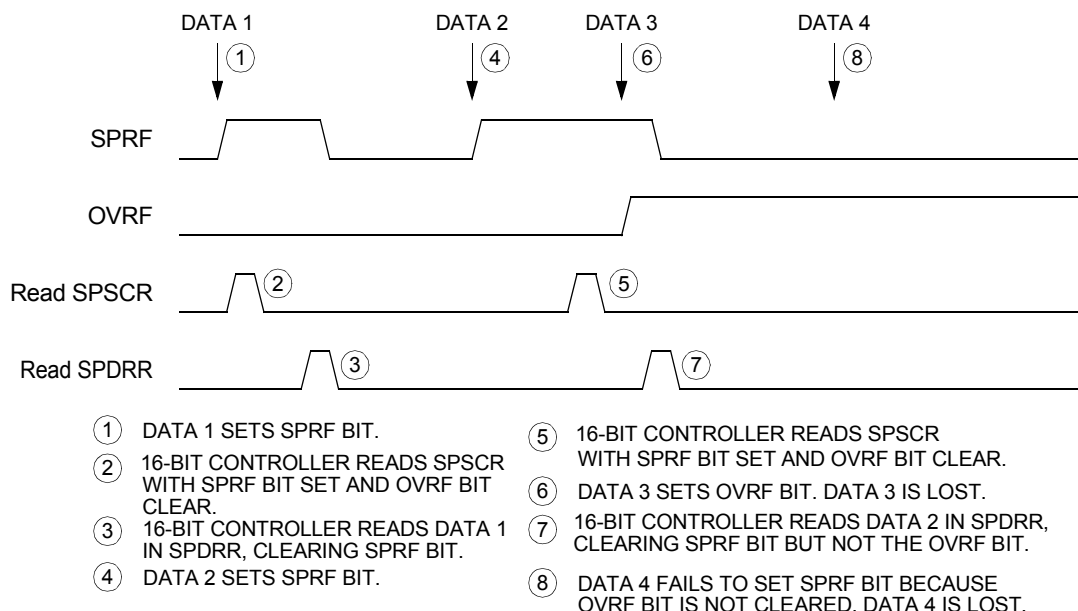 DATA 1
DATA 2
DATA 3
DATA 4
1
4
6
8
SPRF
OVRF
Read SPSCR
2
5
Read SPDRR
3
7
1 DATA 1 SETS SPRF BIT.
2 16-BIT CONTROLLER READS SPSCR
WITH SPRF BIT SET AND OVRF BIT
CLEAR.
3 16-BIT CONTROLLER READS DATA 1
IN SPDRR, CLEARING SPRF BIT.
4 DATA 2 SETS SPRF BIT.
5 16-BIT CONTROLLER READS SPSCR
WITH SPRF BIT SET AND OVRF BIT CLEAR.
6 DATA 3 SETS OVRF BIT. DATA 3 IS LOST.
7 16-BIT CONTROLLER READS DATA 2 IN SPDRR,
CLEARING SPRF BIT BUT NOT THE OVRF BIT.
8 DATA 4 FAILS TO SET SPRF BIT BECAUSE
OVRF BIT IS NOT CLEARED. DATA 4 IS LOST.